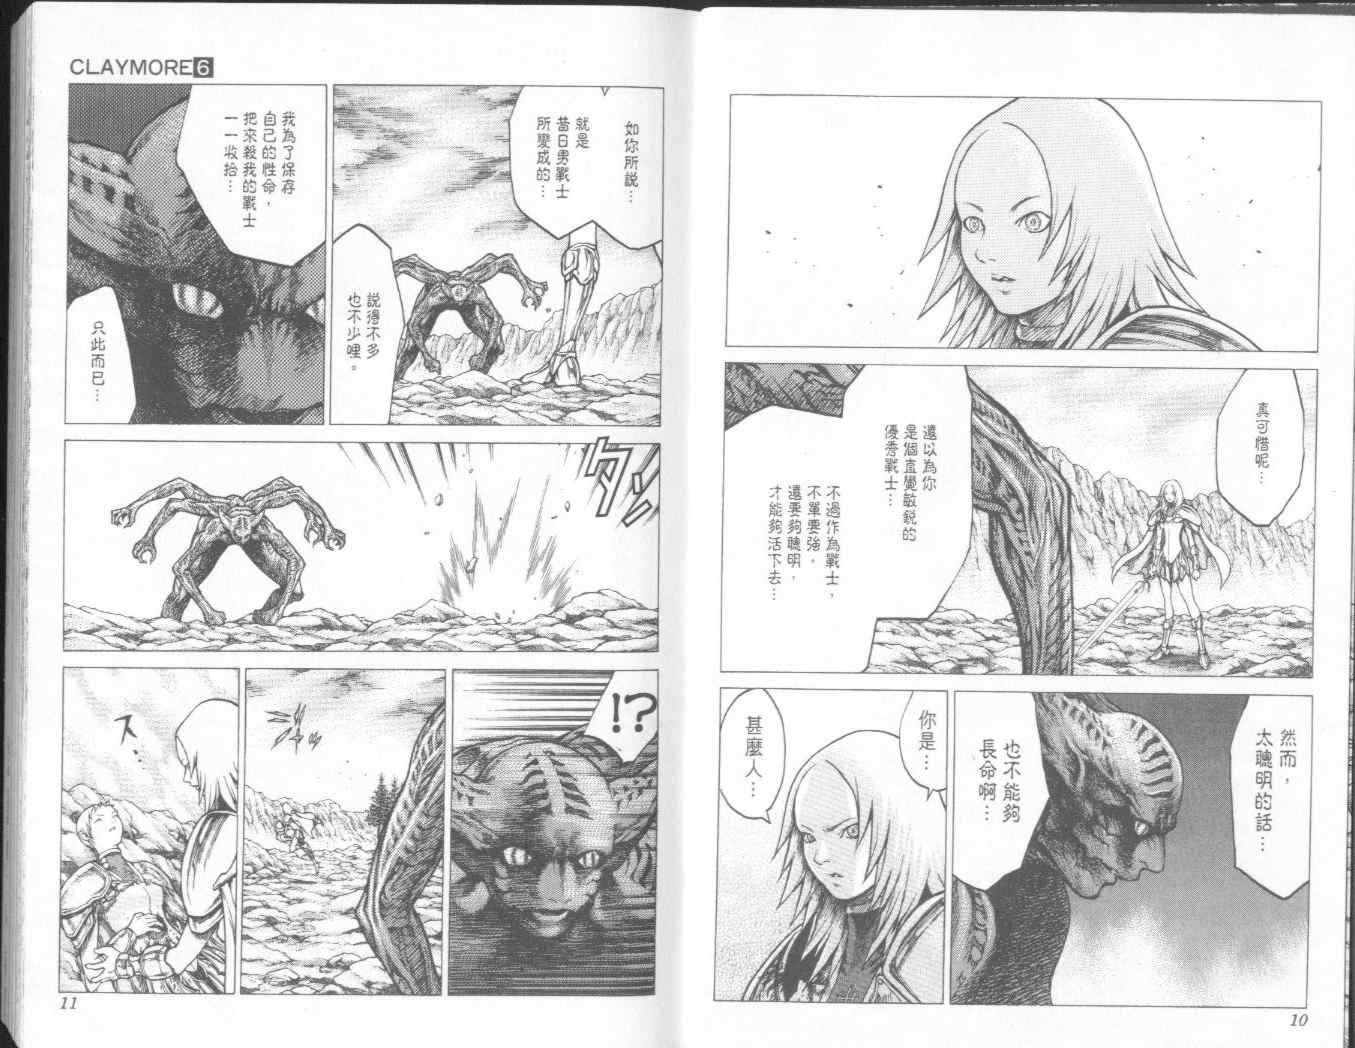 真可惜呢…
還以為你
是個直覺敏銳的
優秀戰士…
不過作為戰士，
不單要強，
還要夠聰明，
才能夠活下去…
然而，
太聰明的話…
也不能夠
長命啊…
你是…
甚麼人…
10
CLAYMORE 6
如你所說…
就是
昔日男戰士
所變成的…
說得不多
也不少哩。
我為了保存
自己的性命，
把來殺我的戰士
一一收拾…
只此而已…
ダッ
!?
ス…
11